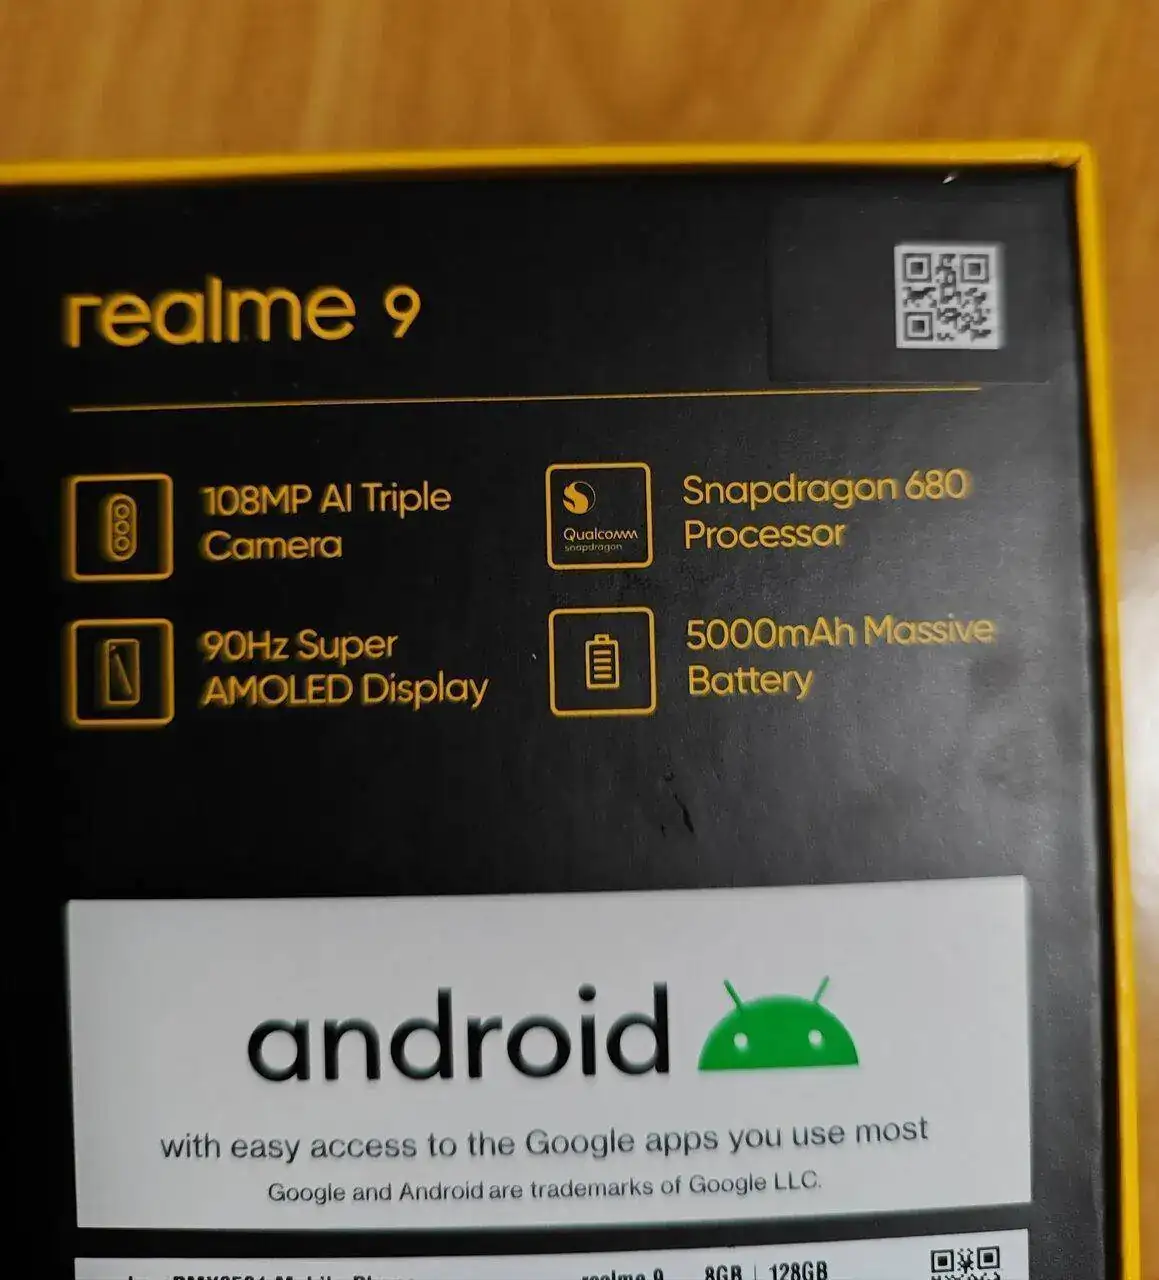 realme 9
108MP AI Triple
Camera
Snapdragon 680
Processor
Qualcomm
snapdragon
90Hz Super
AMOLED Display
5000mAh Massive
Battery
android
with easy access to the Google apps you use most
Google and Android are trademarks of Google LLC.
realme 9 8GB | 128GB